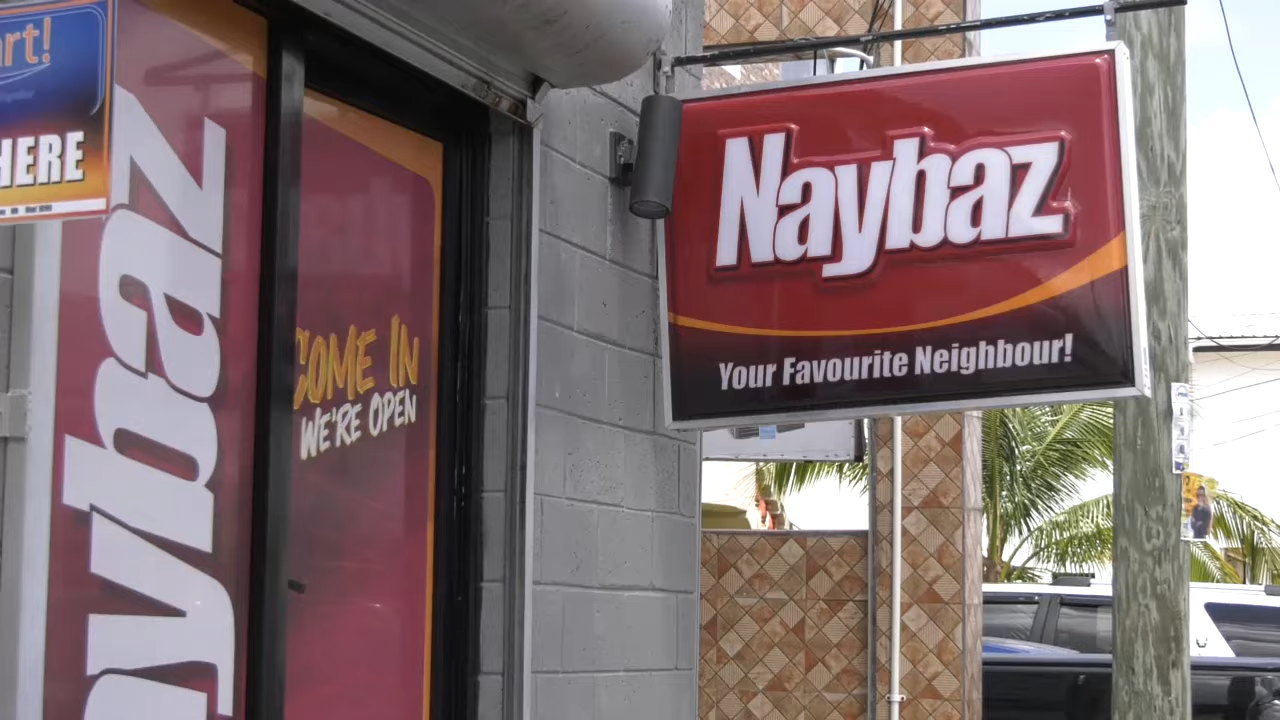 art!
HERE
Naybaz
COME IN
WE'RE OPEN
Naybaz
Your Favourite Neighbour!